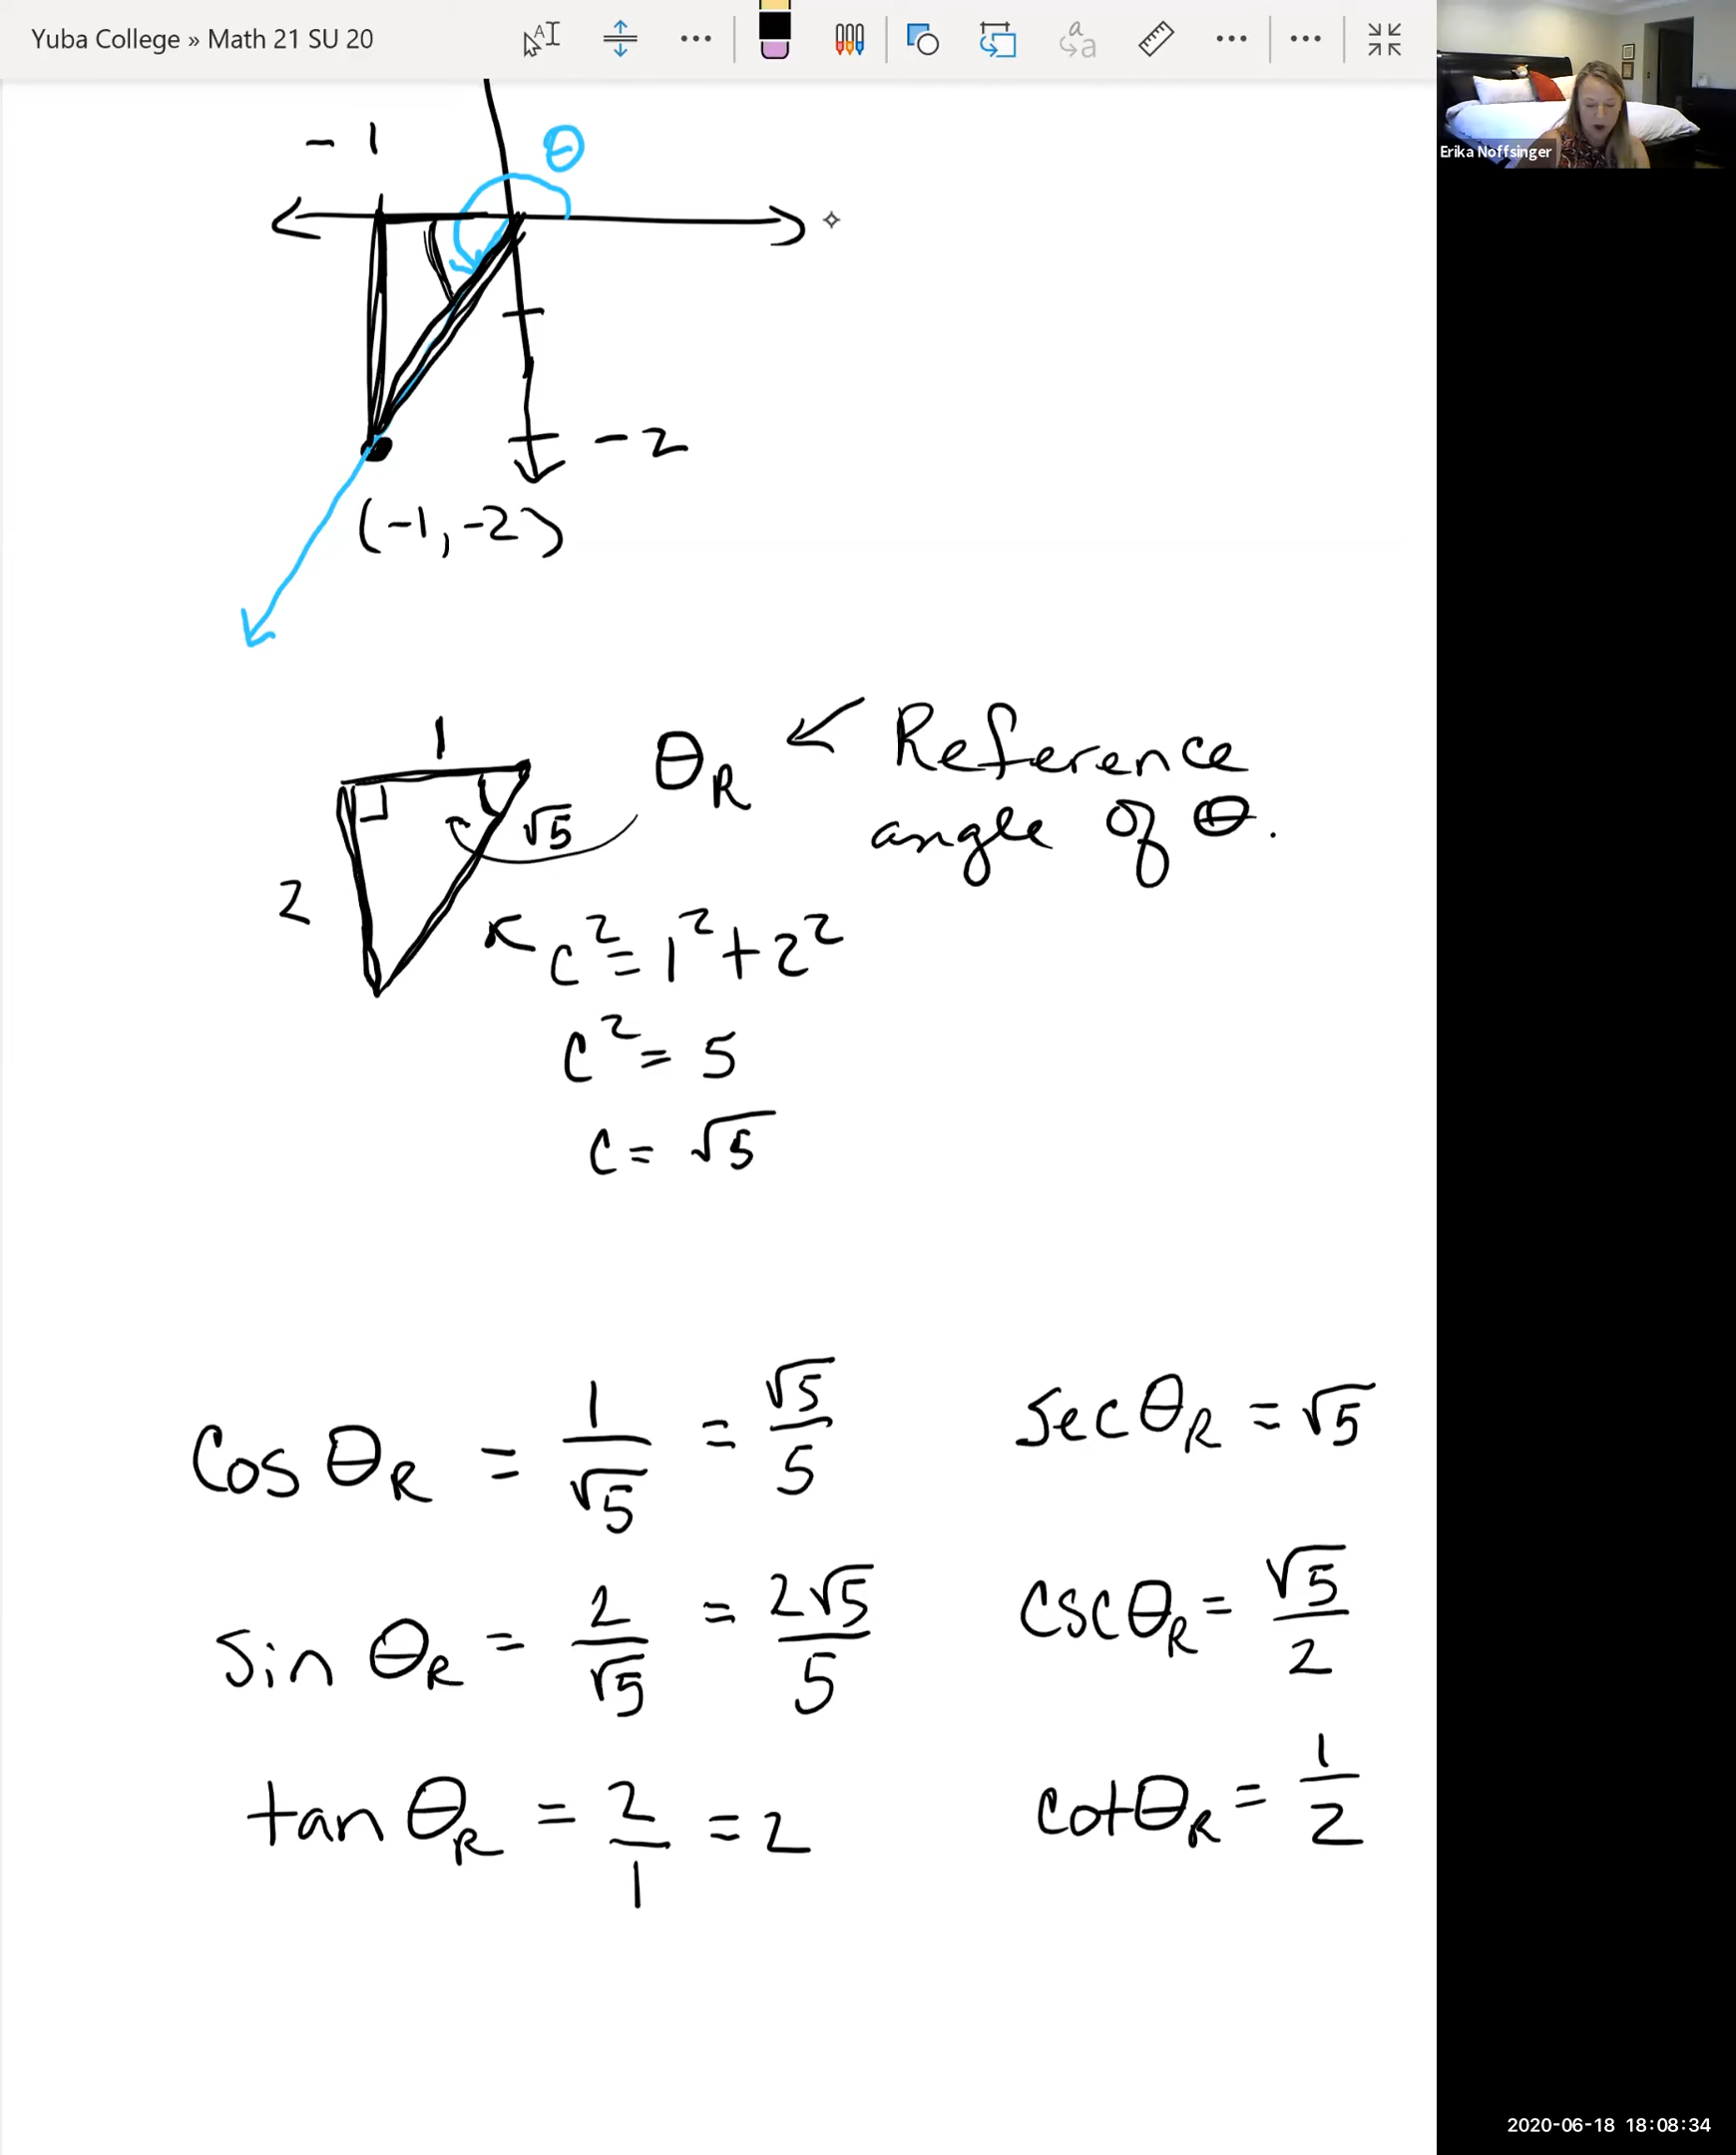 Yuba College » Math 21 SU 20
Erika Noffsinger
-1
θ
-2
(-1, -2)
1
θR ← Reference
angle of θ.
√5
2
c² = 1² + 2²
c² = 5
c = √5
cos θR = 1/√5 = √5/5
sec θR = √5
sin θR = 2/√5 = 2√5/5
csc θR = √5/2
tan θR = 2/1 = 2
cot θR = 1/2
2020-06-18 18:08:34